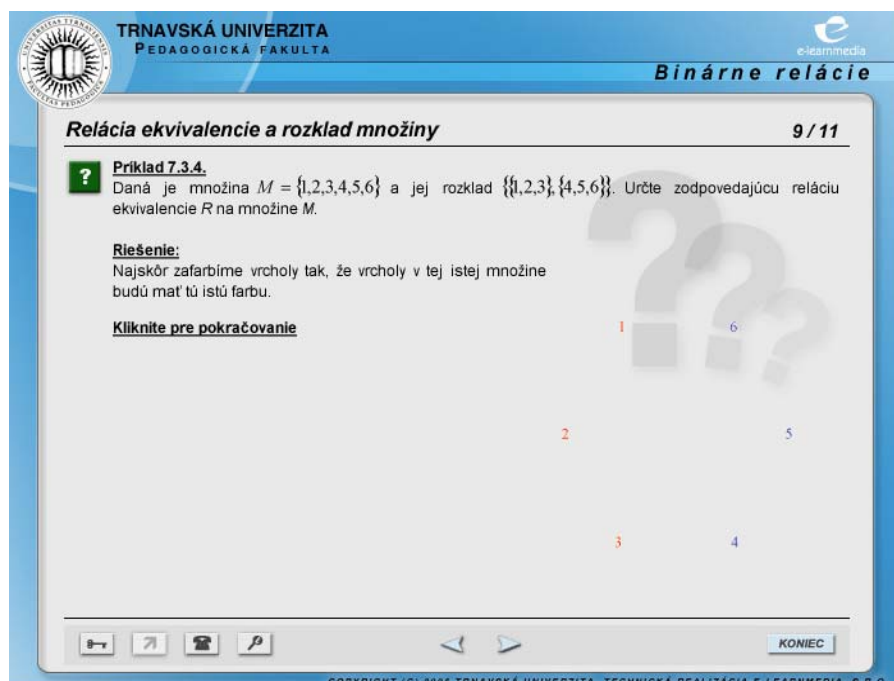 TRNAVSKÁ UNIVERZITA
PEDAGOGICKÁ FAKULTA
e-learnmedia
Binárne relácie
Relácia ekvivalencie a rozklad množiny 9/11
? Príklad 7.3.4.
Daná je množina M = {1,2,3,4,5,6} a jej rozklad {{1,2,3},{4,5,6}}. Určte zodpovedajúcu reláciu
ekvivalencie R na množine M.
Riešenie:
Najskôr zafarbíme vrcholy tak, že vrcholy v tej istej množine
budú mať tú istú farbu.
Kliknite pre pokračovanie
1 6
2 5
3 4
KONIEC